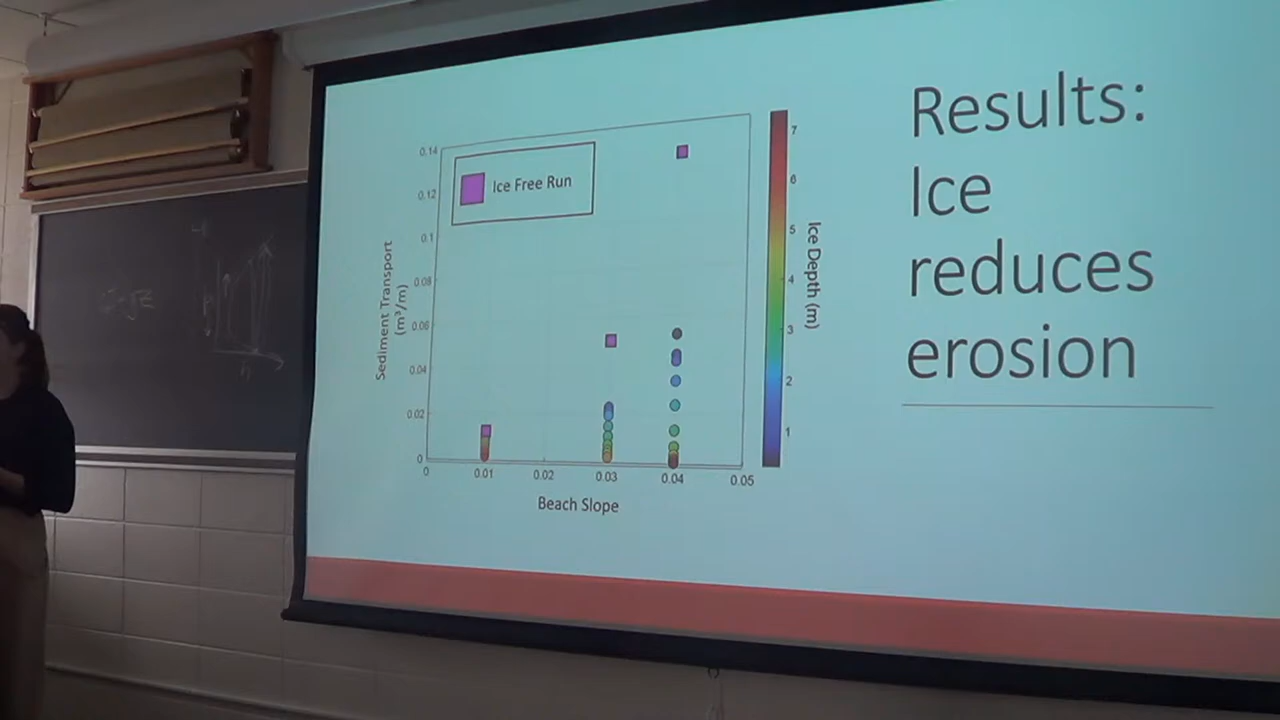 Results:
Ice
reduces
erosion
Ice Free Run
0.14
0.12
0.1
0.08
0.06
0.04
0.02
0
Sediment Transport
(m³/m)
0
0.01
0.02
0.03
0.04
0.05
Beach Slope
7
6
5
4
3
2
1
Ice Depth (m)